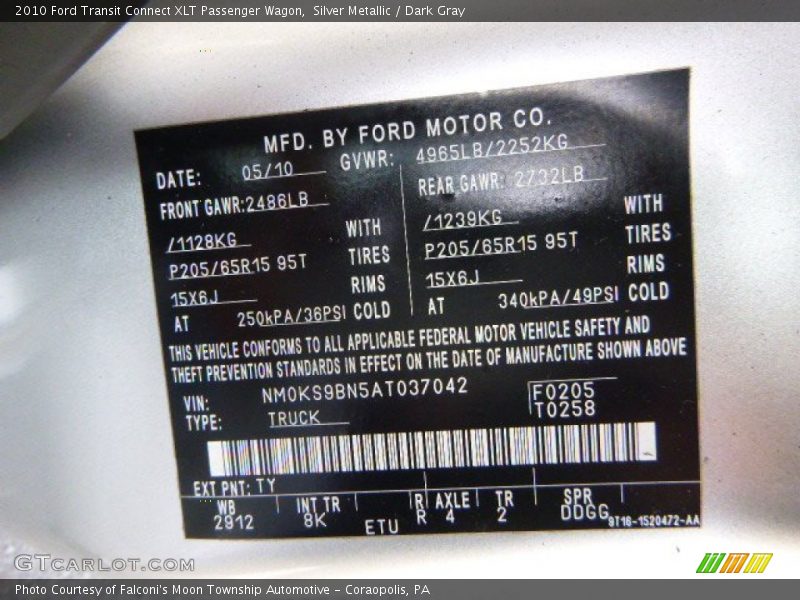 2010 Ford Transit Connect XLT Passenger Wagon,  Silver Metallic / Dark Gray
MFD. BY FORD MOTOR CO.
DATE: 05/10 GVWR: 4965LB/2252KG
FRONT GAWR:2486LB REAR GAWR: 2732LB
/1128KG WITH /1239KG WITH
P205/65R15 95T TIRES P205/65R15 95T TIRES
15X6J RIMS 15X6J RIMS
AT 250kPA/36PSI COLD AT 340kPA/49PSI COLD
THIS VEHICLE CONFORMS TO ALL APPLICABLE FEDERAL MOTOR VEHICLE SAFETY AND
THEFT PREVENTION STANDARDS IN EFFECT ON THE DATE OF MANUFACTURE SHOWN ABOVE
VIN: NM0KS9BN5AT037042 F0205
TYPE: TRUCK T0258
EXT PNT: TY
WB INT TR R AXLE TR SPR
2912 8K ETU R 4 2 DDGG 9T16-1520472-AA
GTCARLOT.COM
Photo Courtesy of Falconi's Moon Township Automotive – Coraopolis, PA